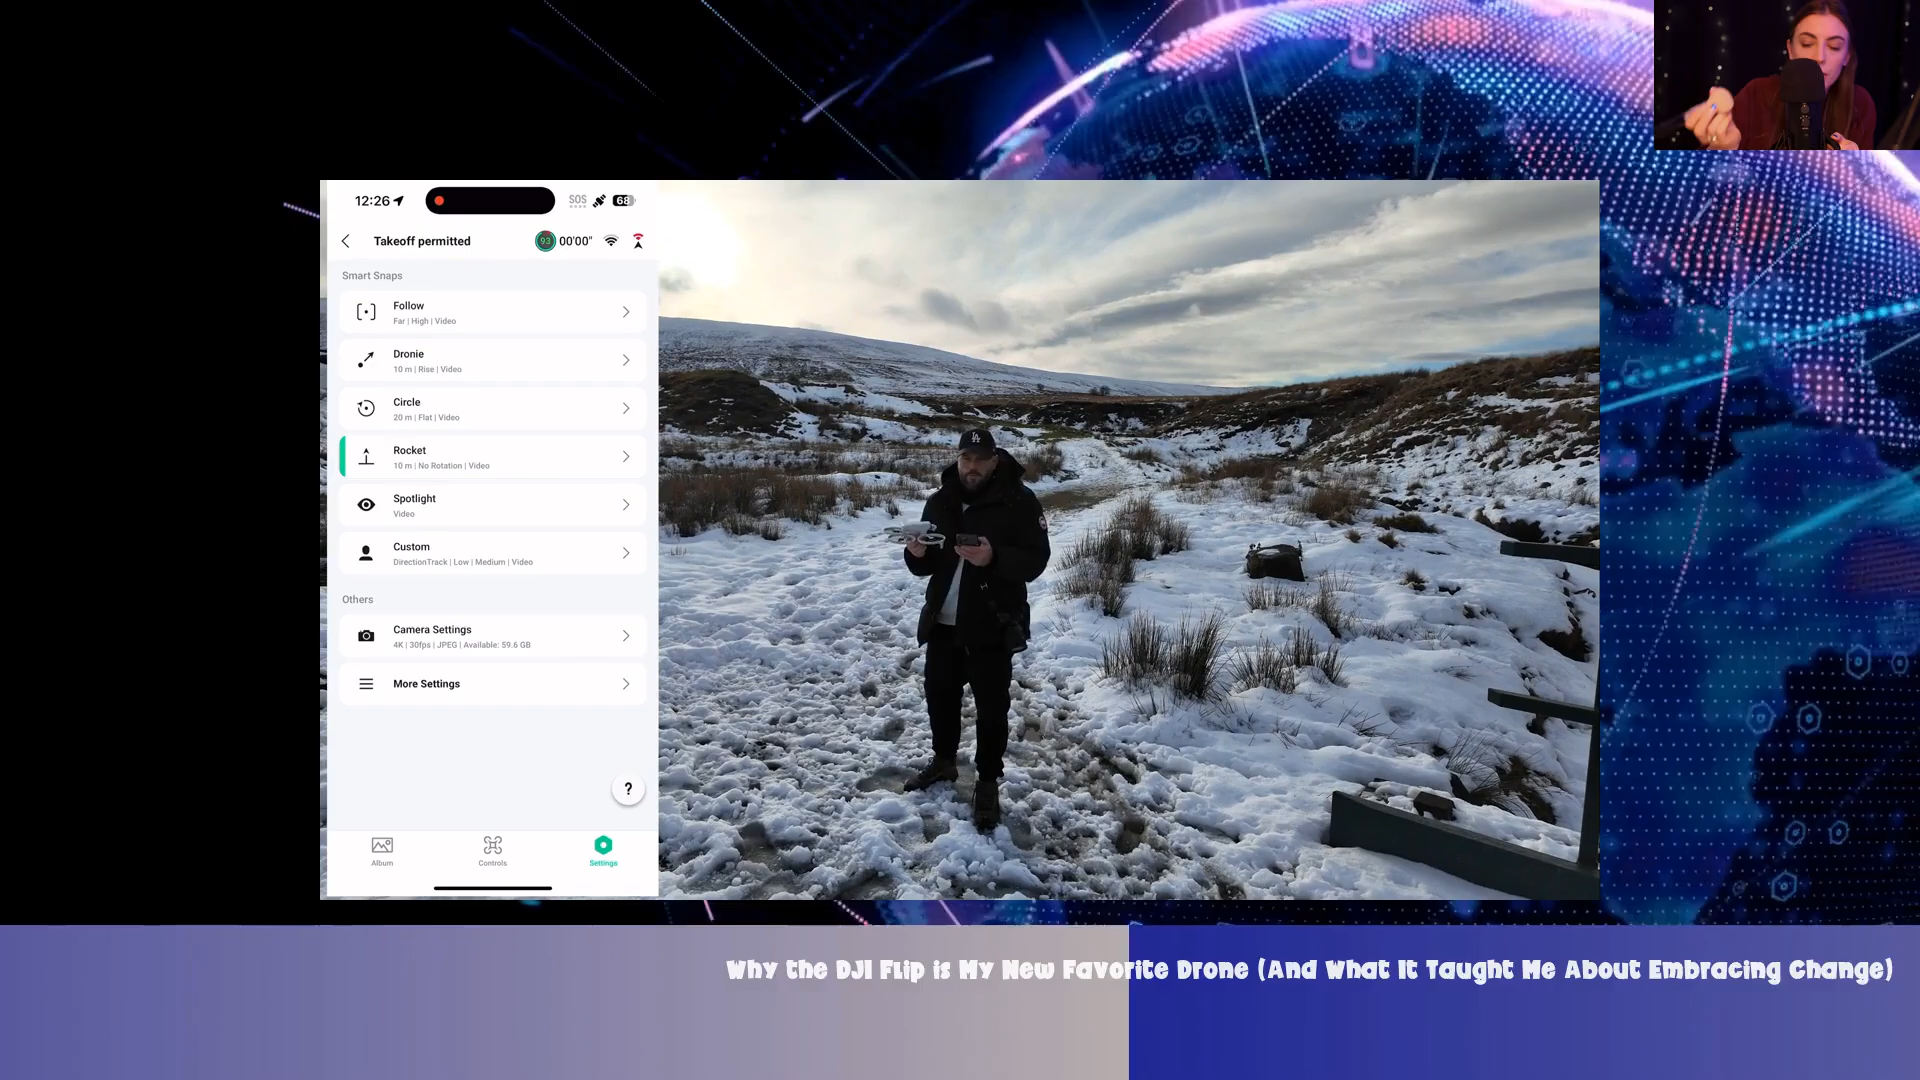 12:26
SOS
68
Takeoff permitted
93
00'00"
Smart Snaps
Follow
Far | High | Video
Dronie
10 m | Rise | Video
Circle
20 m | Flat | Video
Rocket
10 m | No Rotation | Video
Spotlight
Video
Custom
DirectionTrack | Low | Medium | Video
Others
Camera Settings
4K | 30fps | JPEG | Available: 59.6 GB
More Settings
?
Album
Controls
Settings
LA
Why the DJI Flip is My New Favorite Drone (And What It Taught Me About Embracing Change)